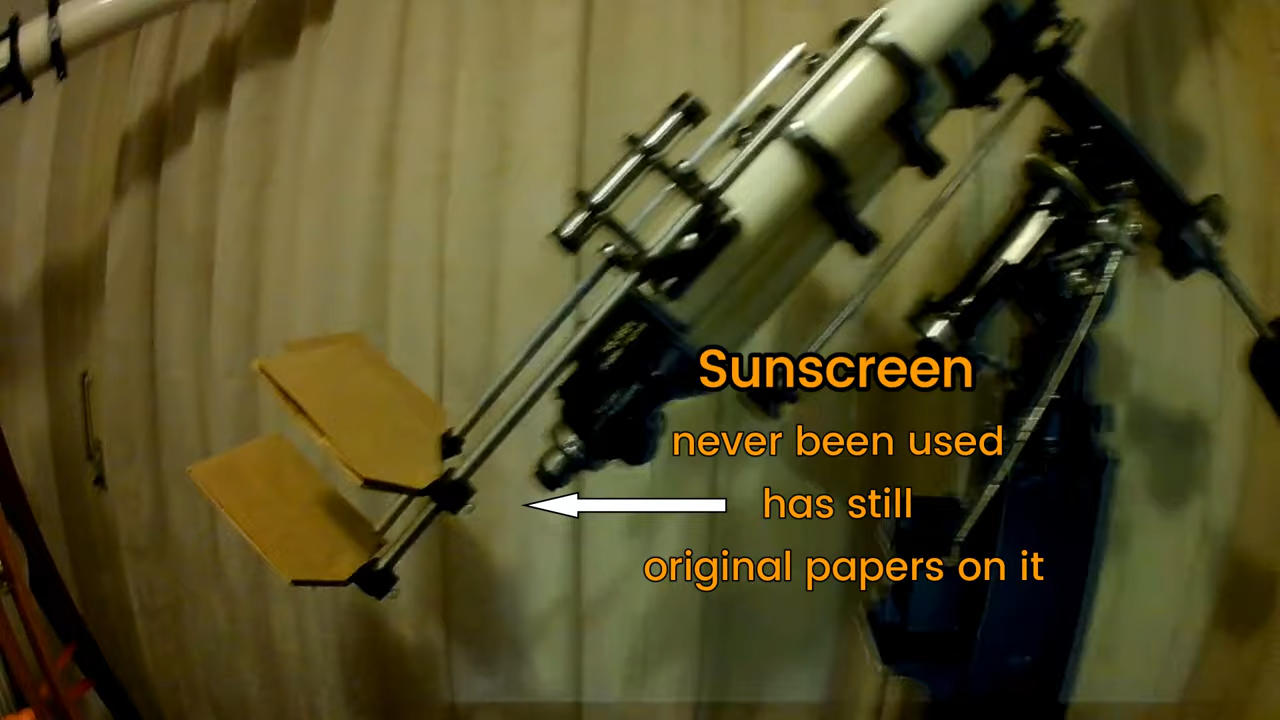 Sunscreen
never been used
has still
original papers on it